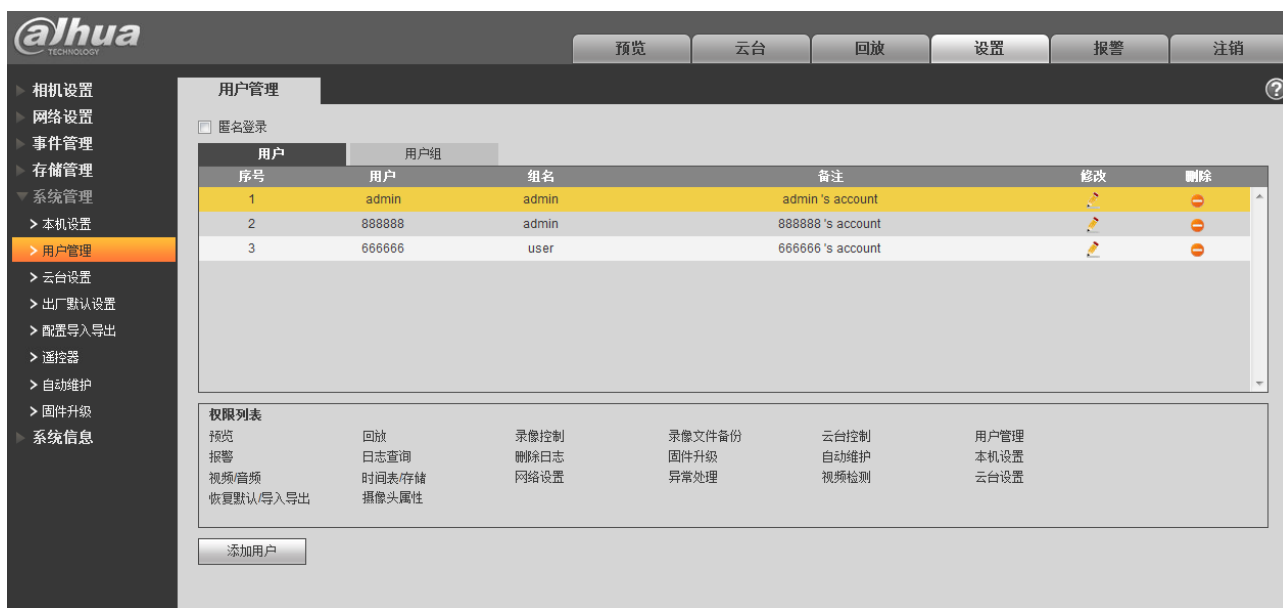 alhua
TECHNOLOGY
预览 云台 回放 设置 报警 注销
相机设置
网络设置
事件管理
存储管理
系统管理
本机设置
用户管理
云台设置
出厂默认设置
配置导入导出
遥控器
自动维护
固件升级
系统信息
用户管理
?
匿名登录
用户 用户组
序号 用户 组名 备注 修改 删除
1 admin admin admin 's account
2 888888 admin 888888 's account
3 666666 user 666666 's account
权限列表
预览 回放 录像控制 录像文件备份 云台控制 用户管理
报警 日志查询 删除日志 固件升级 自动维护 本机设置
视频/音频 时间表/存储 网络设置 异常处理 视频检测 云台设置
恢复默认/导入导出 摄像头属性
添加用户